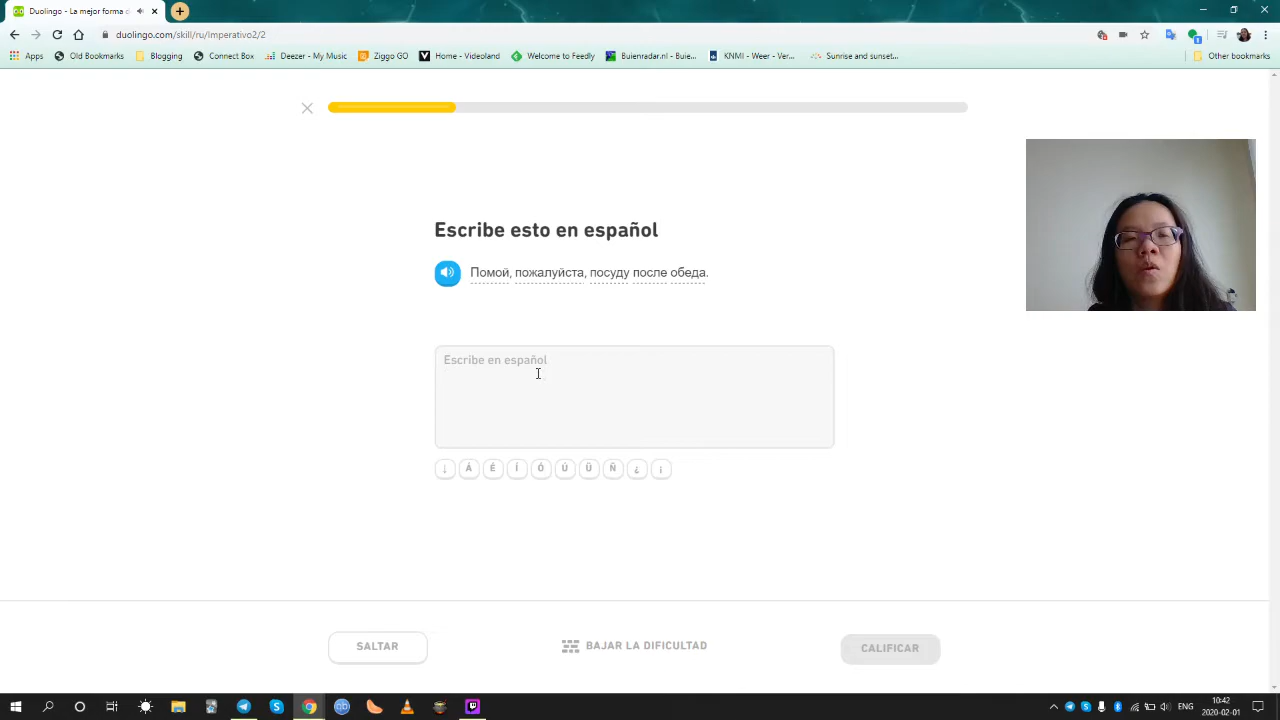 Duolingo - La mejor forma d
duolingo.com/skill/ru/Imperativo2/2
Apps
Old Bookmarks
Blogging
Cooking
Deezer - My Music
Ziggo GO
Home - Videoland
Welcome to Feedly
Buienradar.nl - Buie...
KNMI - Weer - Ver...
Sunrise and sunset...
Other bookmarks
Escribe esto en español
Помой, пожалуйста, посуду после обеда.
Escribe en español
↓ Á É Í Ó Ú Ü Ñ ¿ ¡
SALTAR
BAJAR LA DIFICULTAD
CALIFICAR
ENG
10:42
2020-02-01